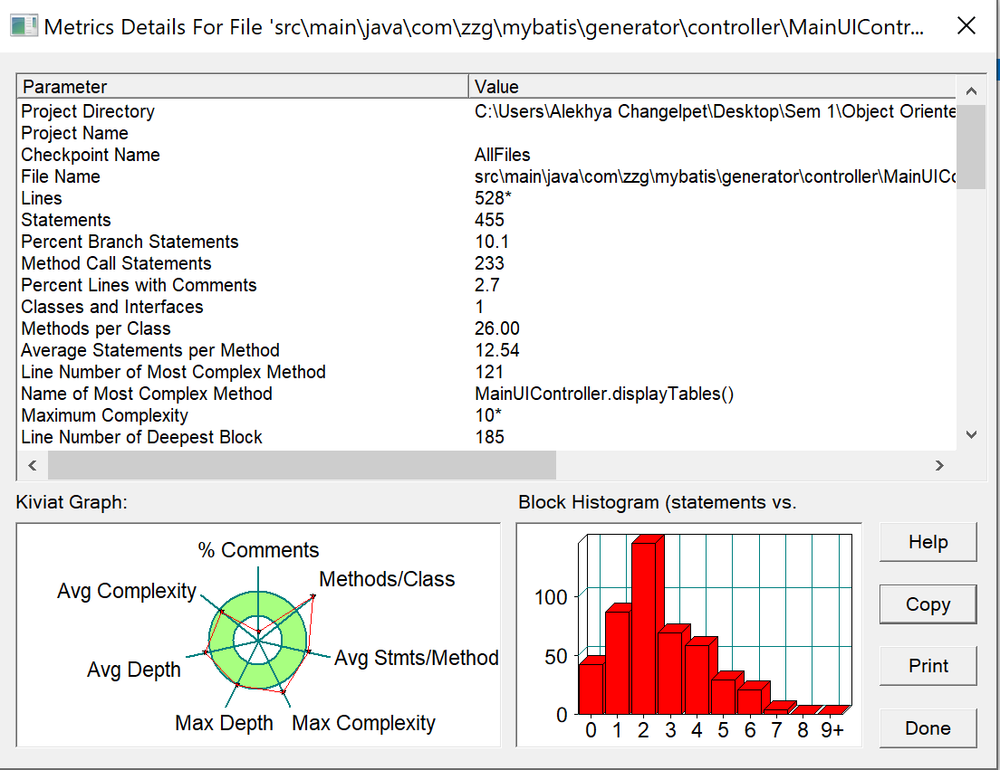 Metrics Details For File 'src\main\java\com\zzg\mybatis\generator\controller\MainUIContr...
Parameter Value
Project Directory C:\Users\Alekhya Changelpet\Desktop\Sem 1\Object Oriente
Project Name
Checkpoint Name AllFiles
File Name src\main\java\com\zzg\mybatis\generator\controller\MainUICo
Lines 528*
Statements 455
Percent Branch Statements 10.1
Method Call Statements 233
Percent Lines with Comments 2.7
Classes and Interfaces 1
Methods per Class 26.00
Average Statements per Method 12.54
Line Number of Most Complex Method 121
Name of Most Complex Method MainUIController.displayTables()
Maximum Complexity 10*
Line Number of Deepest Block 185
Kiviat Graph:
% Comments
Methods/Class
Avg Complexity
Avg Stmts/Method
Avg Depth
Max Depth
Max Complexity
Block Histogram (statements vs.
100
50
0
0 1 2 3 4 5 6 7 8 9+
Help
Copy
Print
Done